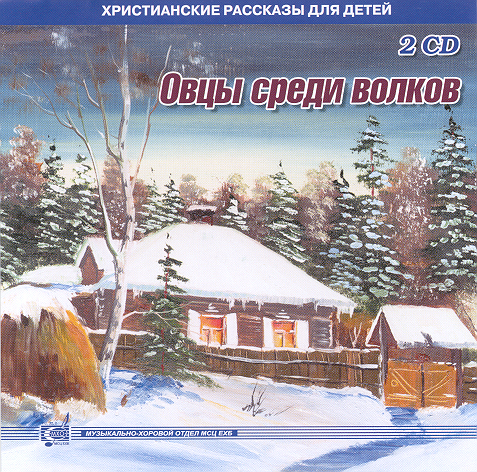 ХРИСТИАНСКИЕ РАССКАЗЫ ДЛЯ ДЕТЕЙ
2 CD
Овцы среди волков
МУЗЫКАЛЬНО-ХОРОВОЙ ОТДЕЛ МСЦ ЕХБ